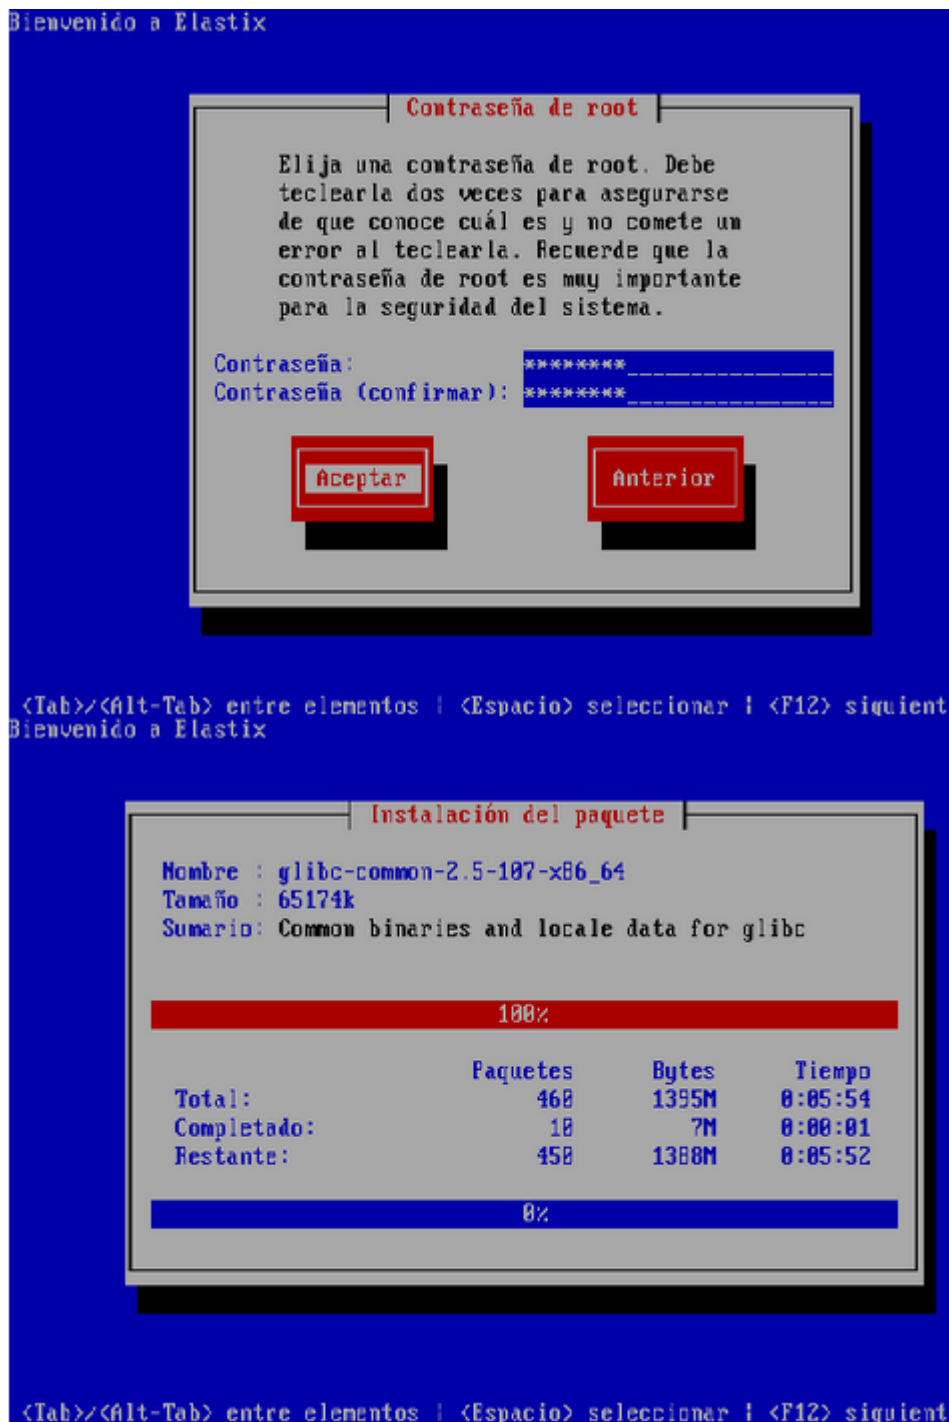 Bienvenido a Elastix
Contraseña de root
Elija una contraseña de root. Debe
teclearla dos veces para asegurarse
de que conoce cuál es y no comete un
error al teclearla. Recuerde que la
contraseña de root es muy importante
para la seguridad del sistema.
Contraseña: ********
Contraseña (confirmar): ********
Aceptar Anterior
<Tab>/<Alt-Tab> entre elementos | <Espacio> seleccionar | <F12> siguient
Bienvenido a Elastix
Instalación del paquete
Nombre : glibc-common-2.5-107-x86_64
Tamaño : 65174k
Sumario: Common binaries and locale data for glibc
100%
Paquetes Bytes Tiempo
Total: 460 1395M 0:05:54
Completado: 10 7M 0:00:01
Restante: 450 1388M 0:05:52
0%
<Tab>/<Alt-Tab> entre elementos | <Espacio> seleccionar | <F12> siguient